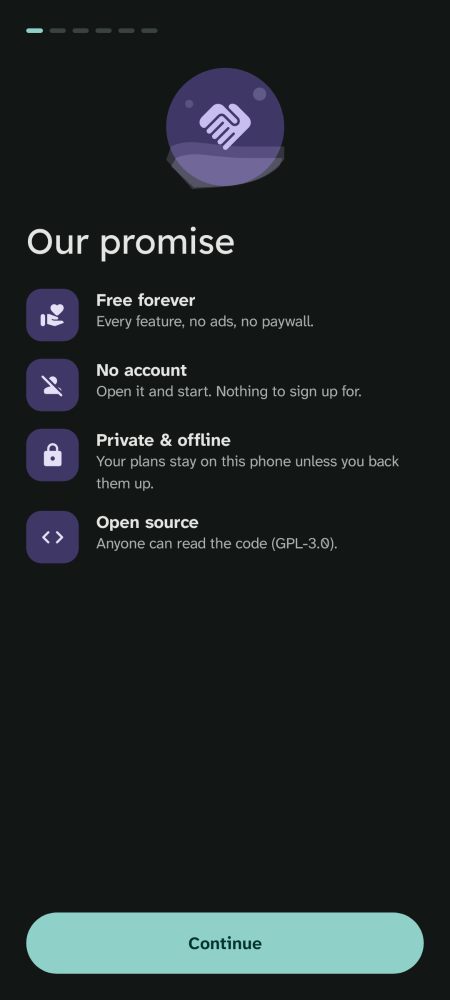 Our promise
Free forever
Every feature, no ads, no paywall.
No account
Open it and start. Nothing to sign up for.
Private & offline
Your plans stay on this phone unless you back
them up.
Open source
Anyone can read the code (GPL-3.0).
Continue